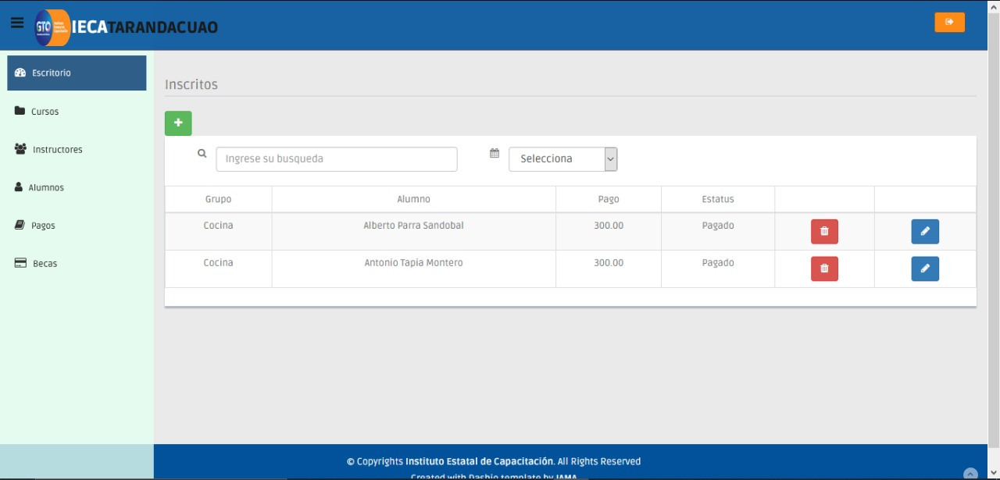 GTO
IECATARANDACUAO
Escritorio
Cursos
Instructores
Alumnos
Pagos
Becas
Inscritos
Ingrese su busqueda
Selecciona
Grupo Alumno Pago Estatus
Cocina Alberto Parra Sandobal 300.00 Pagado
Cocina Antonio Tapia Montero 300.00 Pagado
© Copyrights Instituto Estatal de Capacitación. All Rights Reserved
Created with Dashio template by JAMA